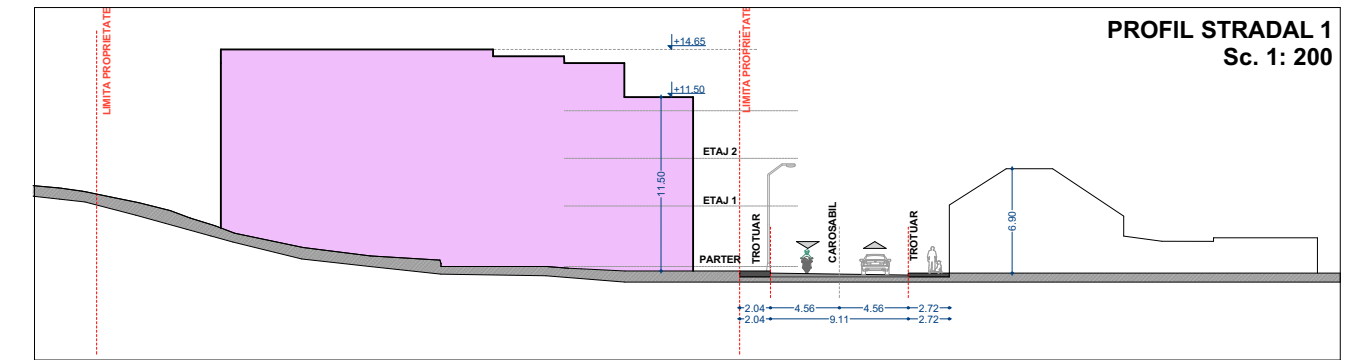 PROFIL STRADAL 1
Sc. 1: 200
LIMITA PROPRIETATE
LIMITA PROPRIETATE
+14.65
+11.50
11.50
ETAJ 2
ETAJ 1
PARTER
TROTUAR
CAROSABIL
TROTUAR
6.90
2.04 4.56 4.56 2.72
2.04 9.11 2.72